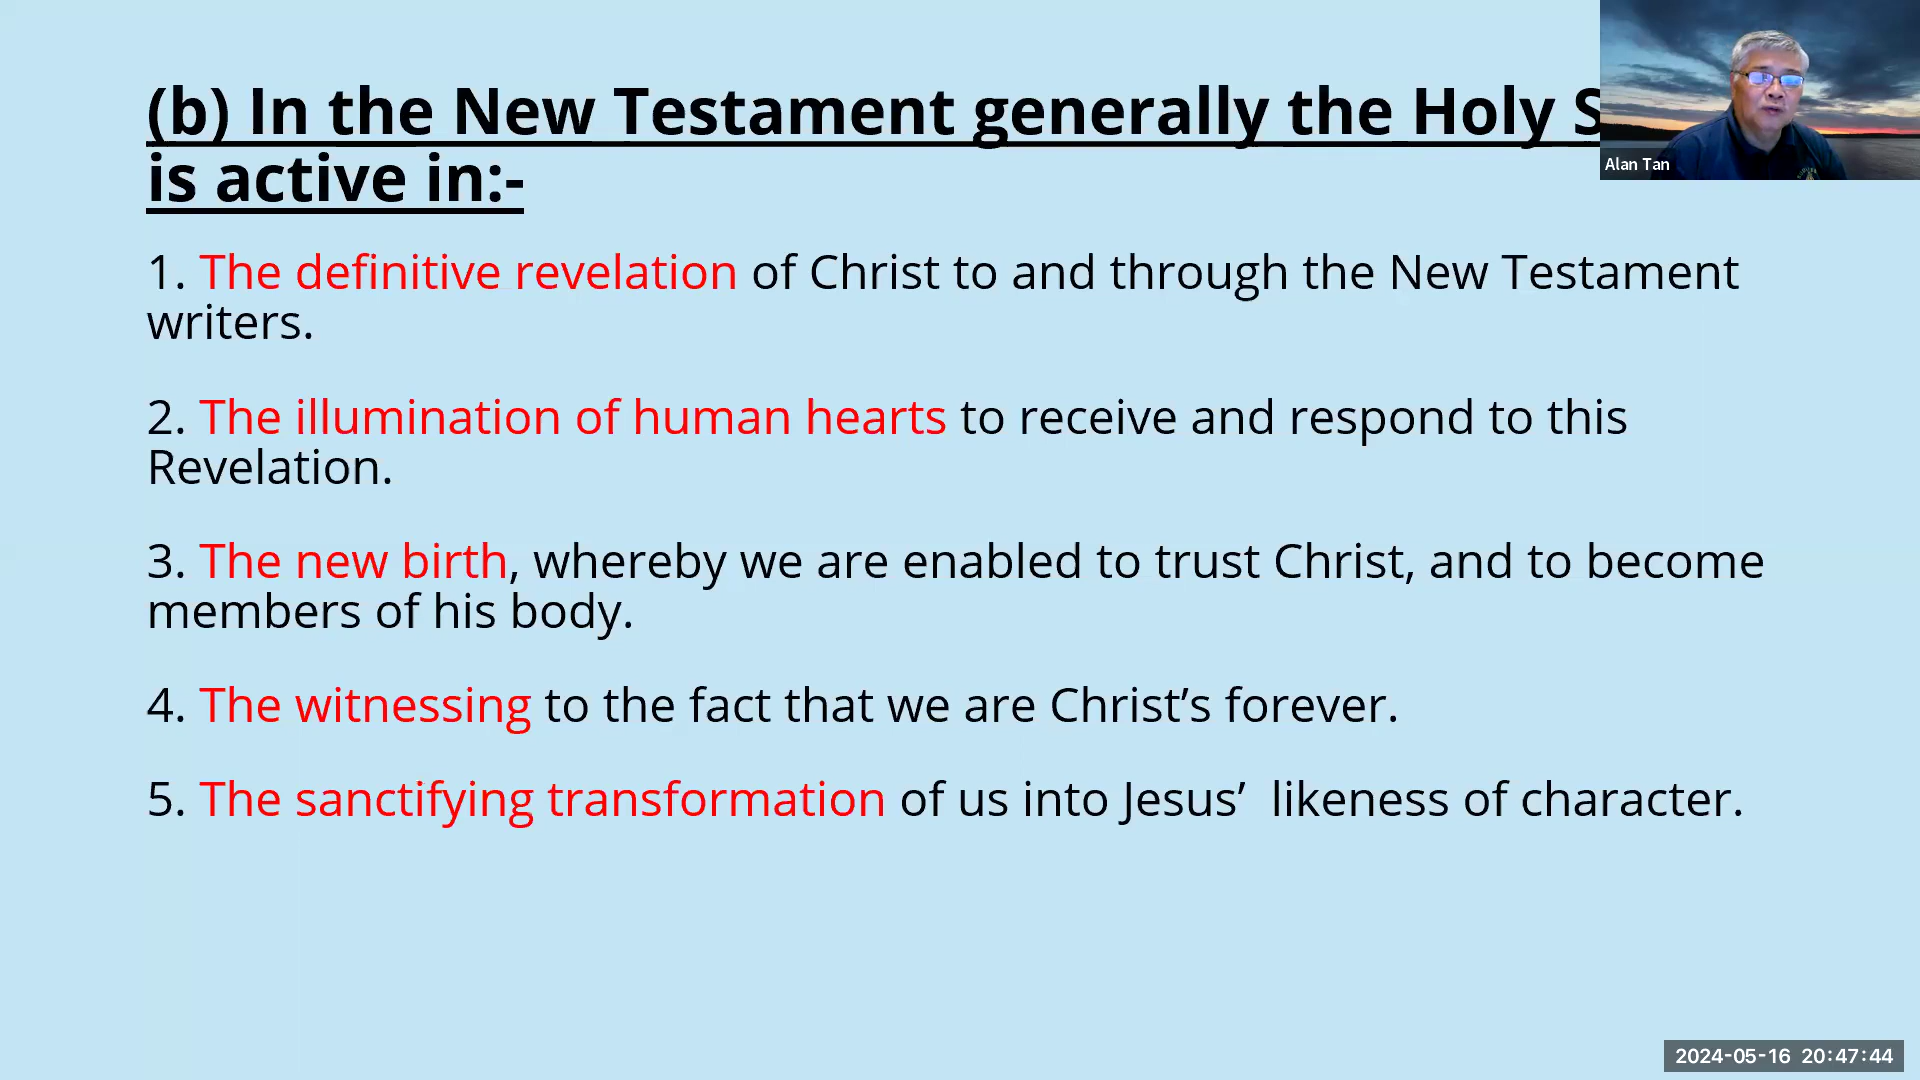 (b) In the New Testament generally the Holy S
is active in:-
1. The definitive revelation of Christ to and through the New Testament
writers.
2. The illumination of human hearts to receive and respond to this
Revelation.
3. The new birth, whereby we are enabled to trust Christ, and to become
members of his body.
4. The witnessing to the fact that we are Christ’s forever.
5. The sanctifying transformation of us into Jesus’  likeness of character.
Alan Tan
2024-05-16 20:47:44